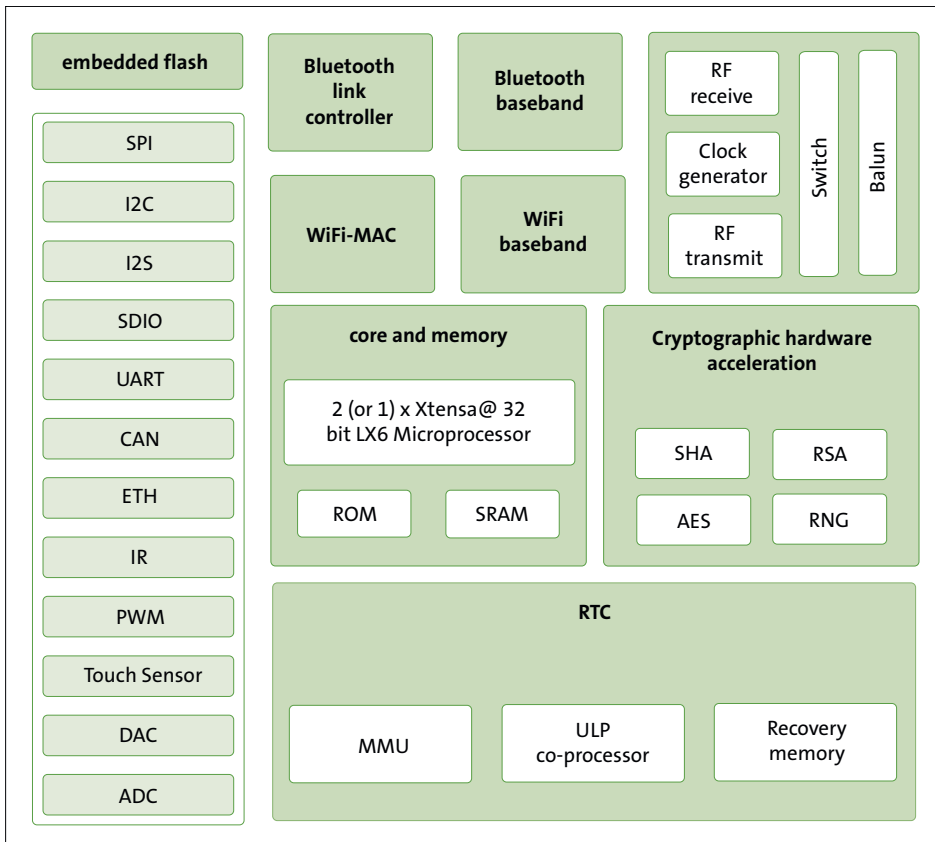 embedded flash
SPI
I2C
I2S
SDIO
UART
CAN
ETH
IR
PWM
Touch Sensor
DAC
ADC
Bluetooth
link
controller
Bluetooth
baseband
WiFi-MAC
WiFi
baseband
RF
receive
Clock
generator
RF
transmit
Switch
Balun
core and memory
2 (or 1) x Xtensa@ 32
bit LX6 Microprocessor
ROM
SRAM
Cryptographic hardware
acceleration
SHA
RSA
AES
RNG
RTC
MMU
ULP
co-processor
Recovery
memory